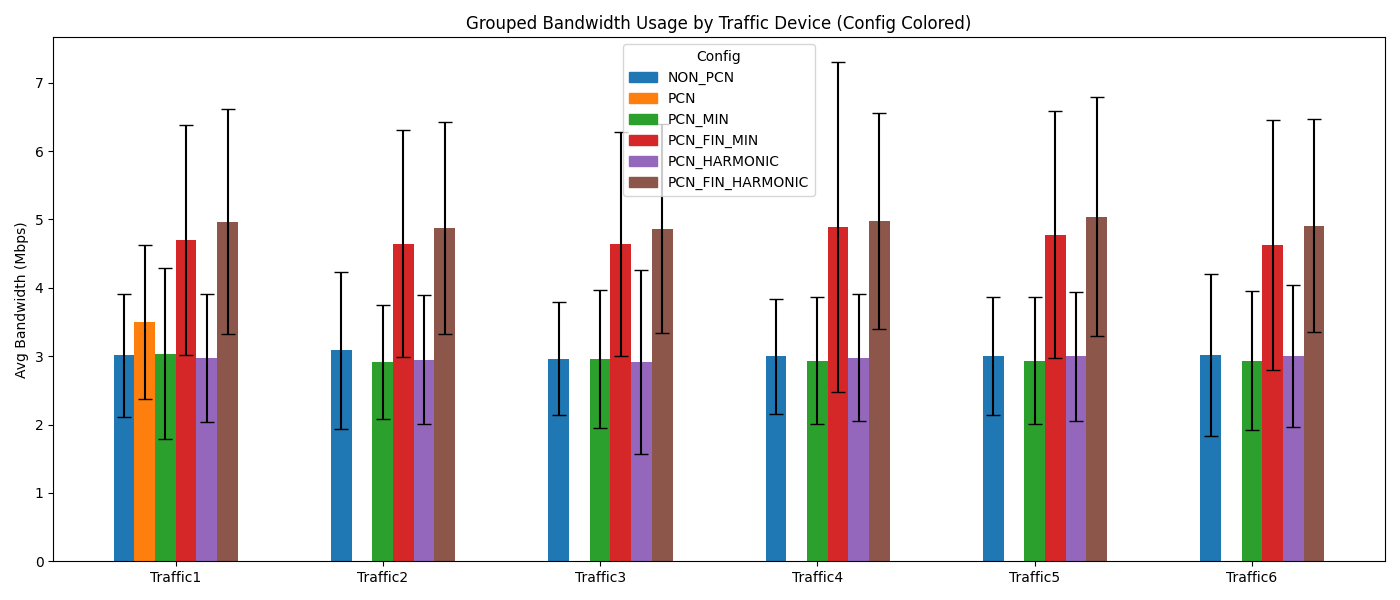 Grouped Bandwidth Usage by Traffic Device (Config Colored)
Config
NON_PCN
PCN
PCN_MIN
PCN_FIN_MIN
PCN_HARMONIC
PCN_FIN_HARMONIC
Avg Bandwidth (Mbps)
7
6
5
4
3
2
1
0
Traffic1 Traffic2 Traffic3 Traffic4 Traffic5 Traffic6